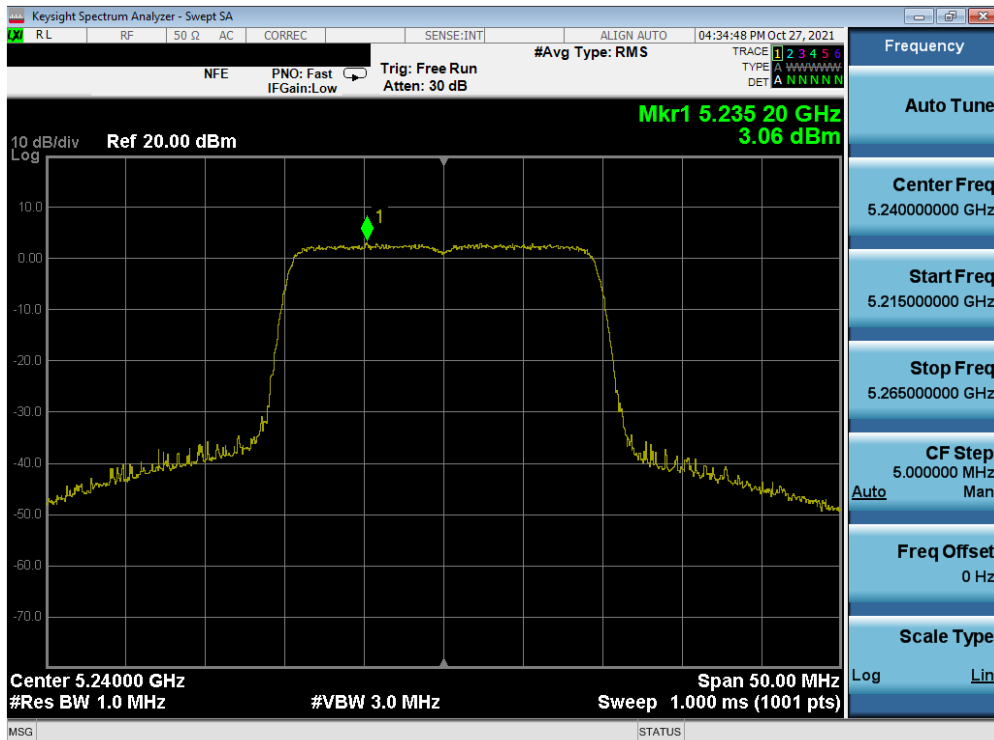 Keysight Spectrum Analyzer - Swept SA
LXI RL RF 50 Ω AC CORREC SENSE:INT ALIGN AUTO 04:34:48 PM Oct 27, 2021
Frequency
NFE PNO: Fast Trig: Free Run #Avg Type: RMS TRACE 1 2 3 4 5 6
IFGain:Low Atten: 30 dB TYPE A WWWWW
DET A N N N N N
Mkr1 5.235 20 GHz
3.06 dBm
10 dB/div Ref 20.00 dBm
Log
10.0
0.00
-10.0
-20.0
-30.0
-40.0
-50.0
-60.0
-70.0
1
Center 5.24000 GHz Span 50.00 MHz
#Res BW 1.0 MHz #VBW 3.0 MHz Sweep 1.000 ms (1001 pts)
MSG STATUS
Auto Tune
Center Freq
5.240000000 GHz
Start Freq
5.215000000 GHz
Stop Freq
5.265000000 GHz
CF Step
5.000000 MHz
Auto Man
Freq Offset
0 Hz
Scale Type
Log Lin